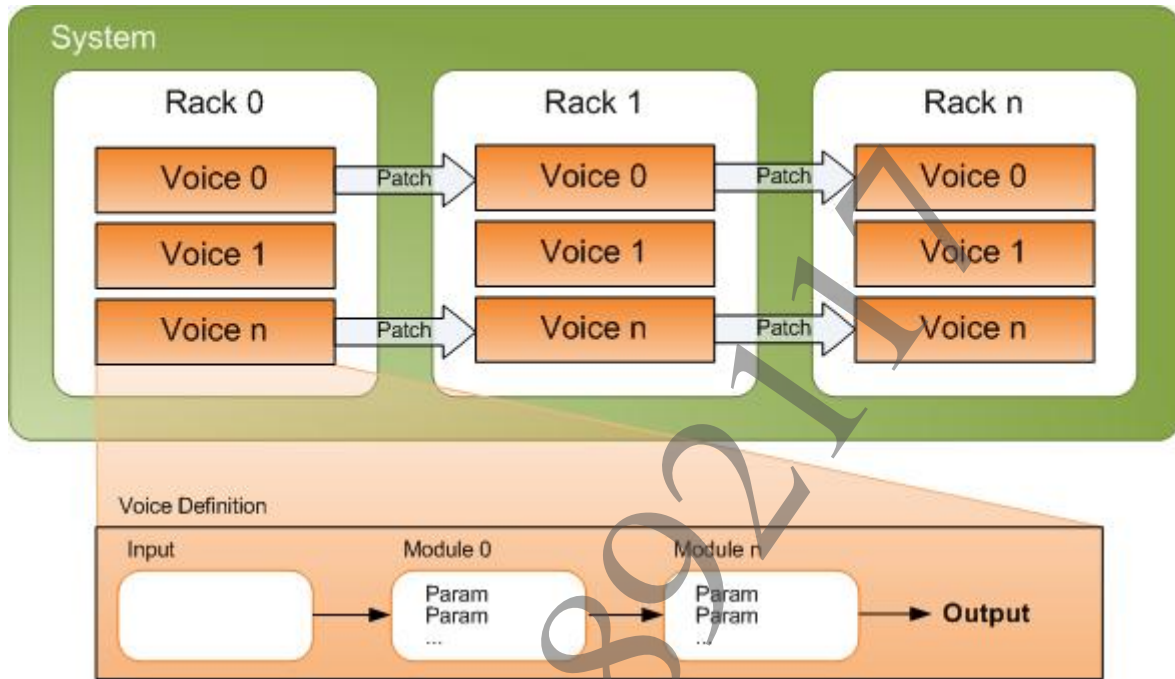 System
Rack 0
Rack 1
Rack n
Voice 0
Patch
Voice 0
Patch
Voice 0
Voice 1
Voice 1
Voice 1
Voice n
Patch
Voice n
Patch
Voice n
Voice Definition
Input
Module 0
Module n
Param
Param
...
Param
Param
...
Output